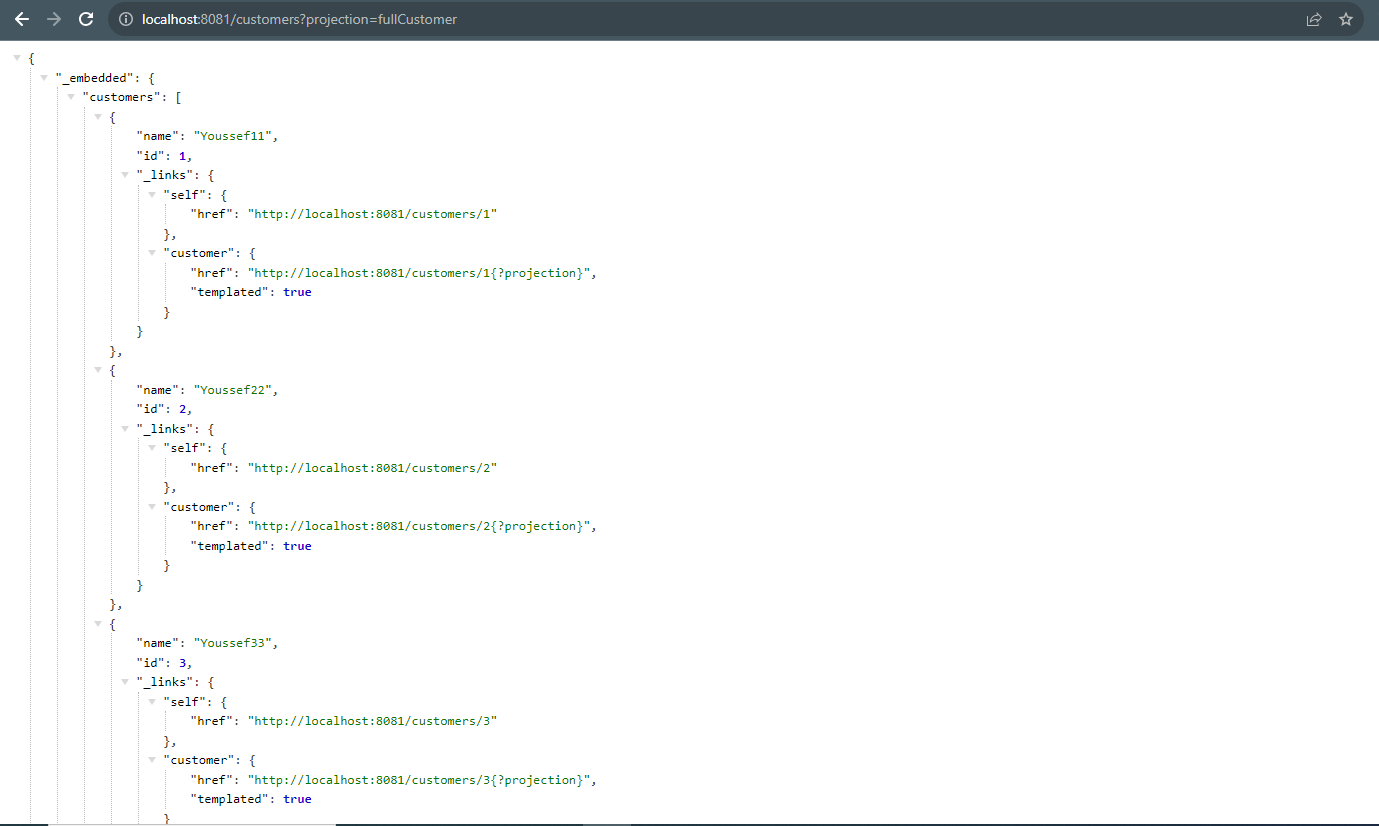 localhost:8081/customers?projection=fullCustomer
{
"_embedded": {
"customers": [
{
"name": "Youssef11",
"id": 1,
"_links": {
"self": {
"href": "http://localhost:8081/customers/1"
},
"customer": {
"href": "http://localhost:8081/customers/1{?projection}",
"templated": true
}
}
},
{
"name": "Youssef22",
"id": 2,
"_links": {
"self": {
"href": "http://localhost:8081/customers/2"
},
"customer": {
"href": "http://localhost:8081/customers/2{?projection}",
"templated": true
}
}
},
{
"name": "Youssef33",
"id": 3,
"_links": {
"self": {
"href": "http://localhost:8081/customers/3"
},
"customer": {
"href": "http://localhost:8081/customers/3{?projection}",
"templated": true
}